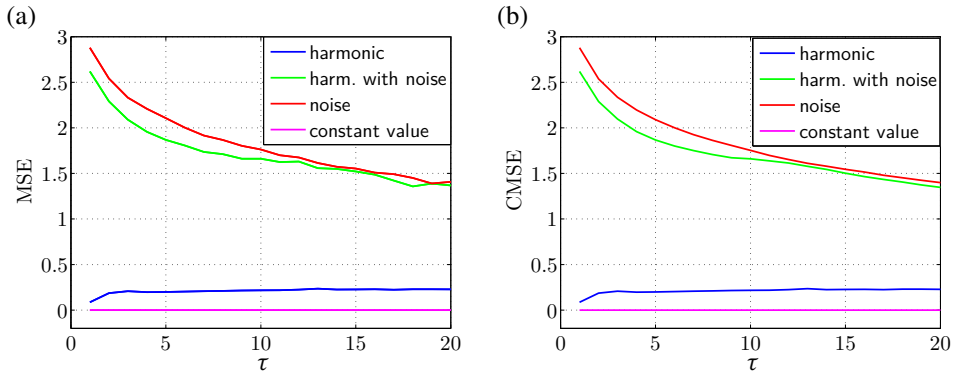 (a)
MSE
3
2.5
2
1.5
1
0.5
0
0
5
10
15
20
τ
harmonic
harm. with noise
noise
constant value
(b)
CMSE
3
2.5
2
1.5
1
0.5
0
0
5
10
15
20
τ
harmonic
harm. with noise
noise
constant value